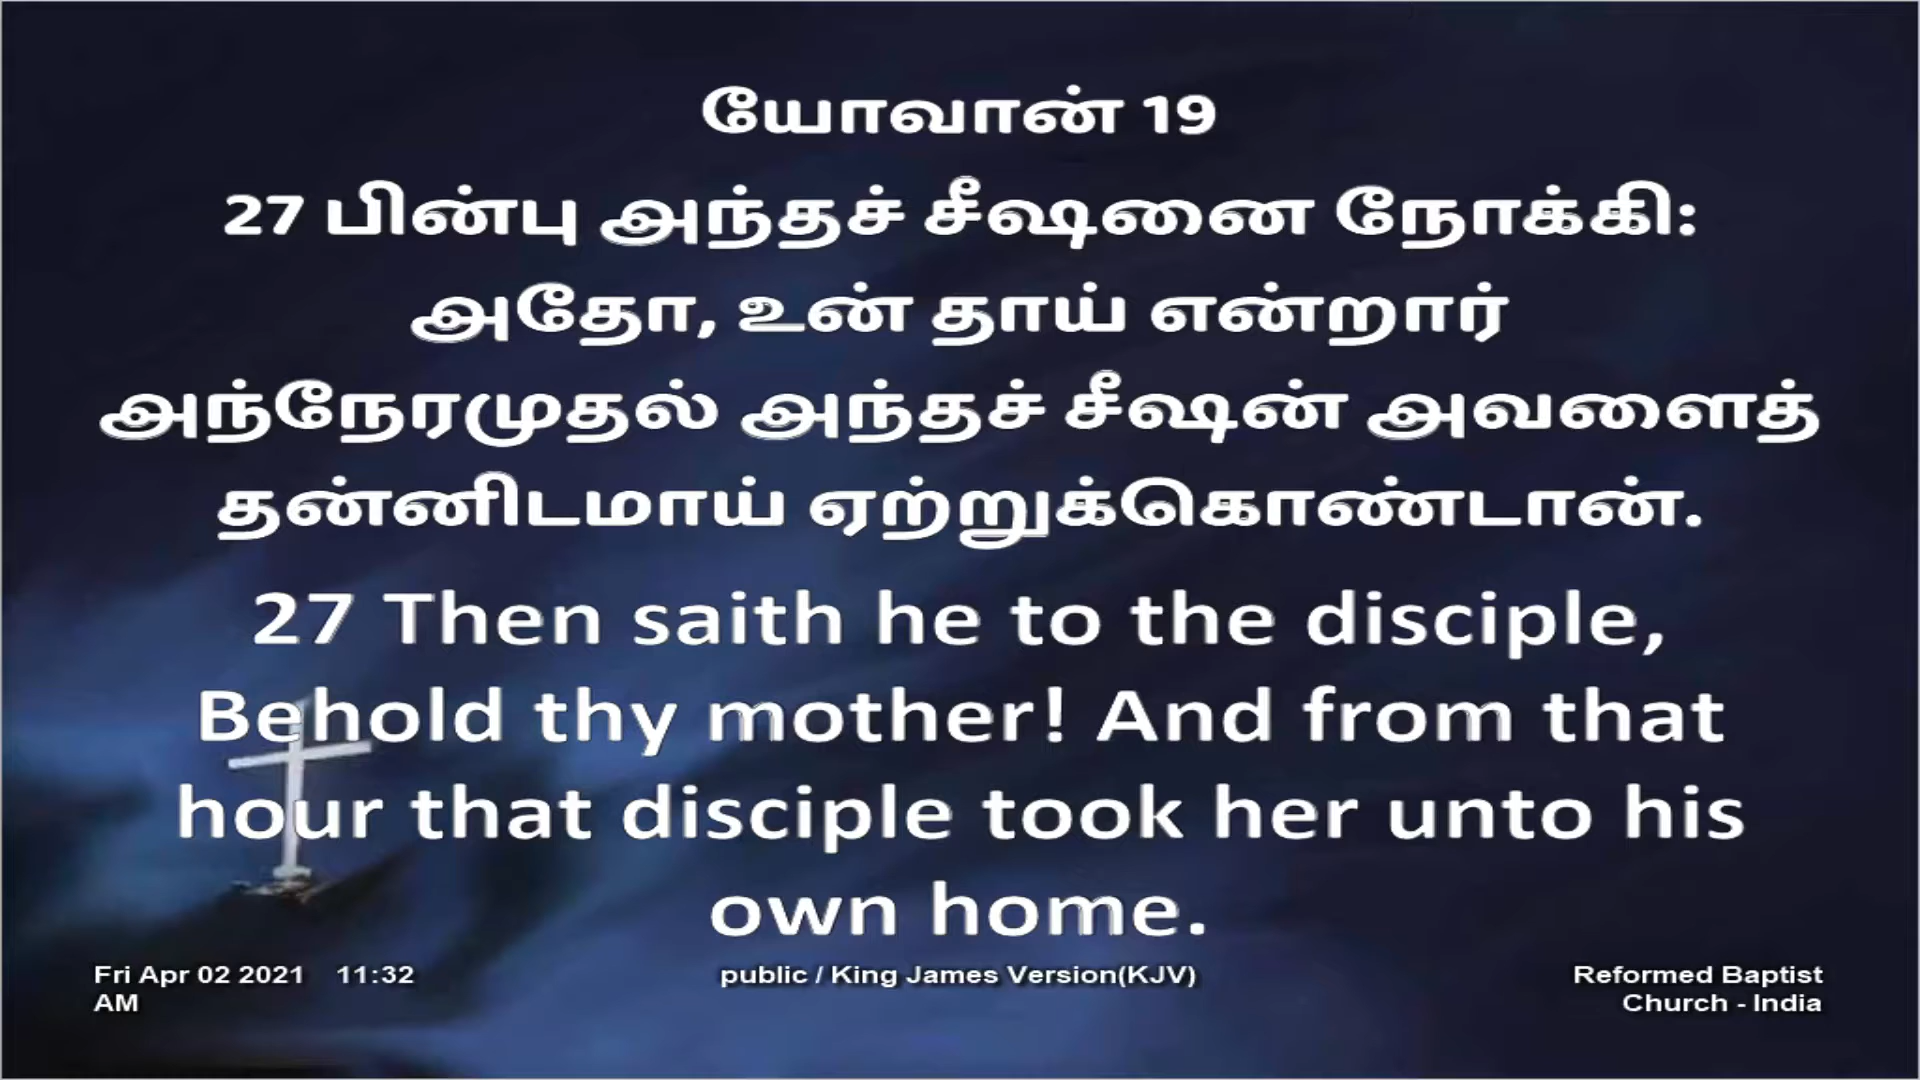 யோவான் 19
27 பின்பு அந்தச் சீஷனை நோக்கி:
அதோ, உன் தாய் என்றார்
அந்நேரமுதல் அந்தச் சீஷன் அவளைத்
தன்னிடமாய் ஏற்றுக்கொண்டான்.
27 Then saith he to the disciple,
Behold thy mother! And from that
hour that disciple took her unto his
own home.
Fri Apr 02 2021 11:32
AM
public / King James Version(KJV)
Reformed Baptist
Church - India